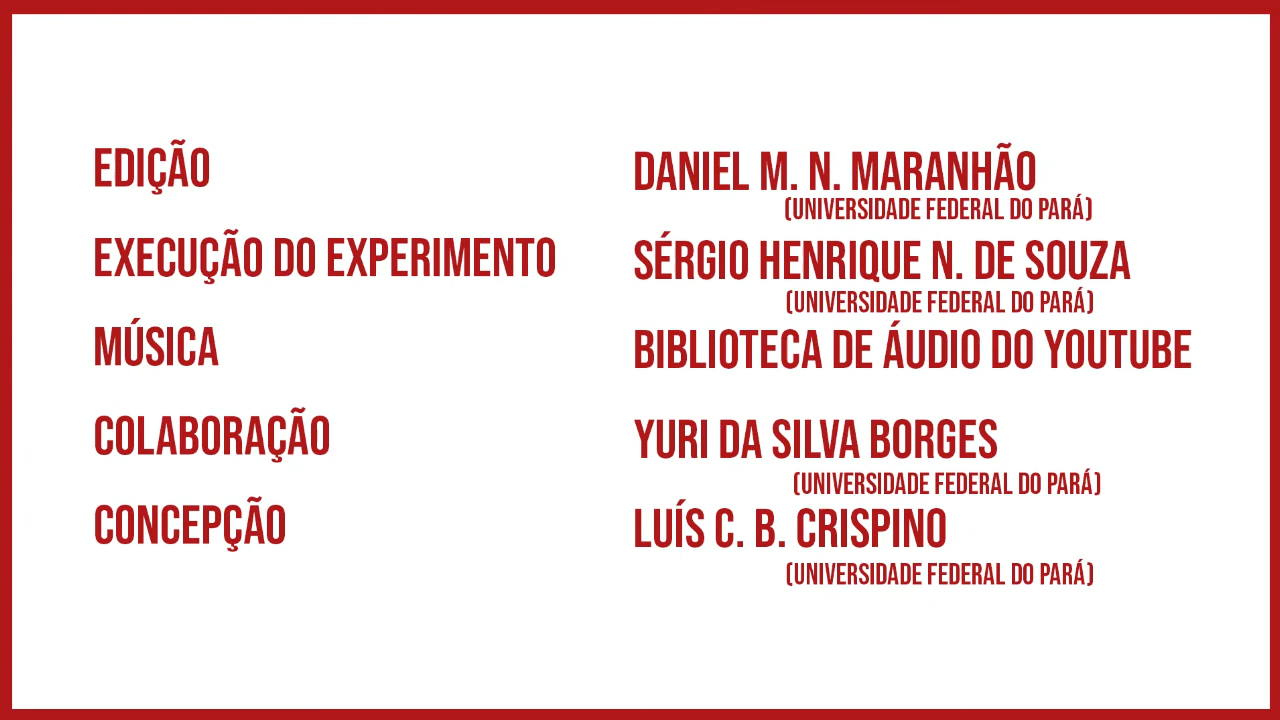 EDIÇÃO DANIEL M. N. MARANHÃO
(UNIVERSIDADE FEDERAL DO PARÁ)
EXECUÇÃO DO EXPERIMENTO SÉRGIO HENRIQUE N. DE SOUZA
(UNIVERSIDADE FEDERAL DO PARÁ)
MÚSICA BIBLIOTECA DE ÁUDIO DO YOUTUBE
COLABORAÇÃO YURI DA SILVA BORGES
(UNIVERSIDADE FEDERAL DO PARÁ)
CONCEPÇÃO LUÍS C. B. CRISPINO
(UNIVERSIDADE FEDERAL DO PARÁ)